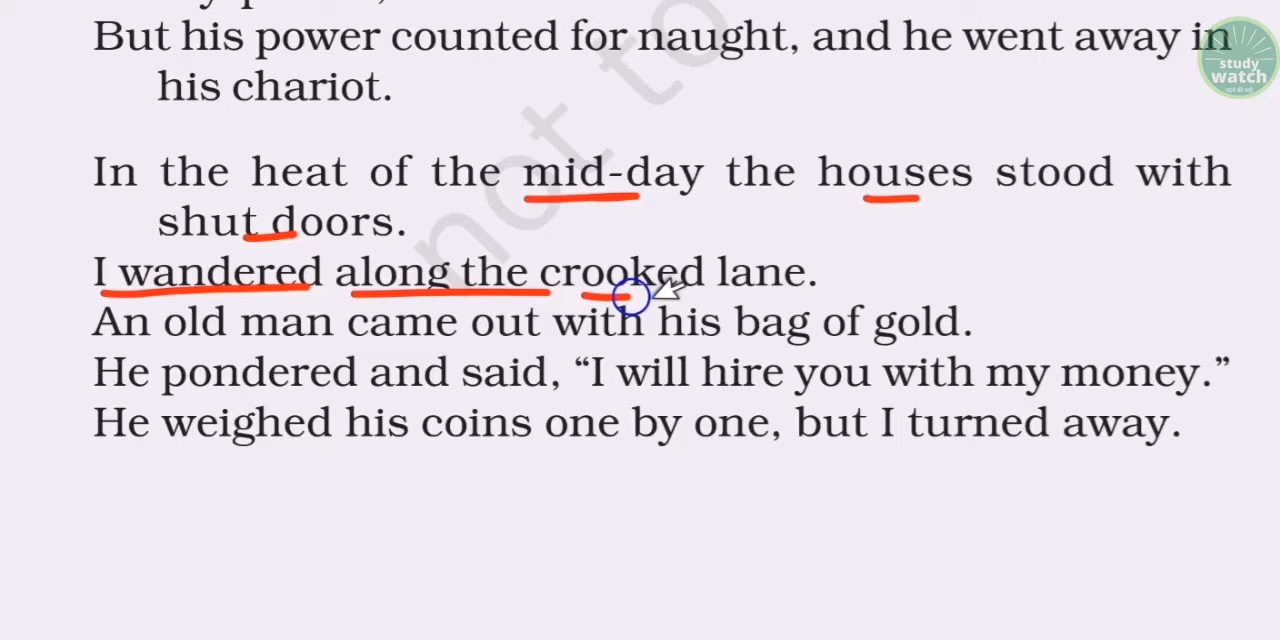 But his power counted for naught, and he went away in
his chariot.
In the heat of the mid-day the houses stood with
shut doors.
I wandered along the crooked lane.
An old man came out with his bag of gold.
He pondered and said, “I will hire you with my money.”
He weighed his coins one by one, but I turned away.
not to
study
watch